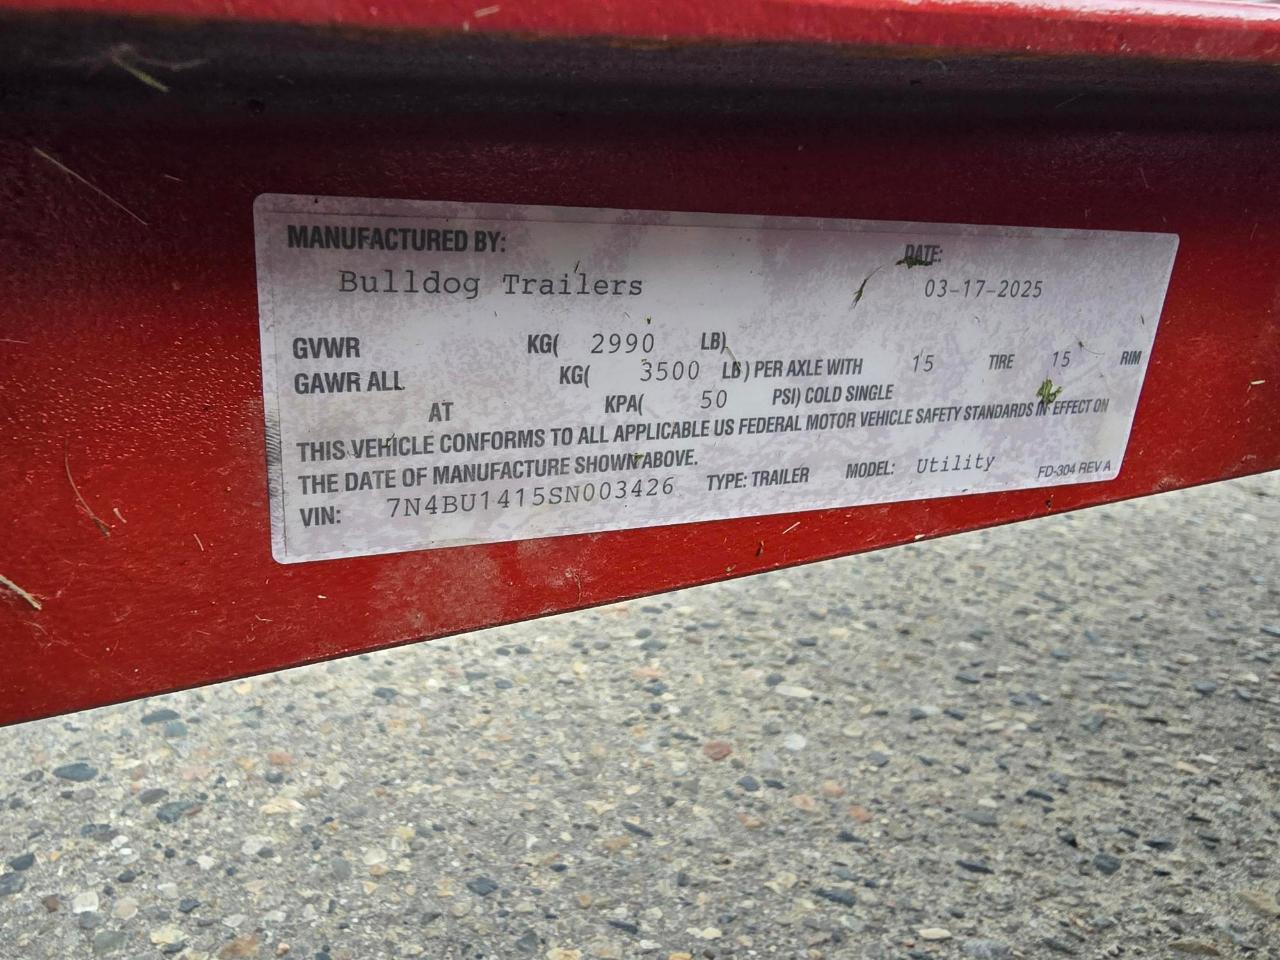 MANUFACTURED BY: DATE:
Bulldog Trailers 03-17-2025
GVWR KG( 2990 LB)
GAWR ALL KG( 3500 LB) PER AXLE WITH 15 TIRE 15 RIM
AT KPA( 50 PSI) COLD SINGLE
THIS VEHICLE CONFORMS TO ALL APPLICABLE US FEDERAL MOTOR VEHICLE SAFETY STANDARDS IN EFFECT ON
THE DATE OF MANUFACTURE SHOWN ABOVE.
VIN: 7N4BU1415SN003426 TYPE: TRAILER MODEL: Utility FD-304 REV A